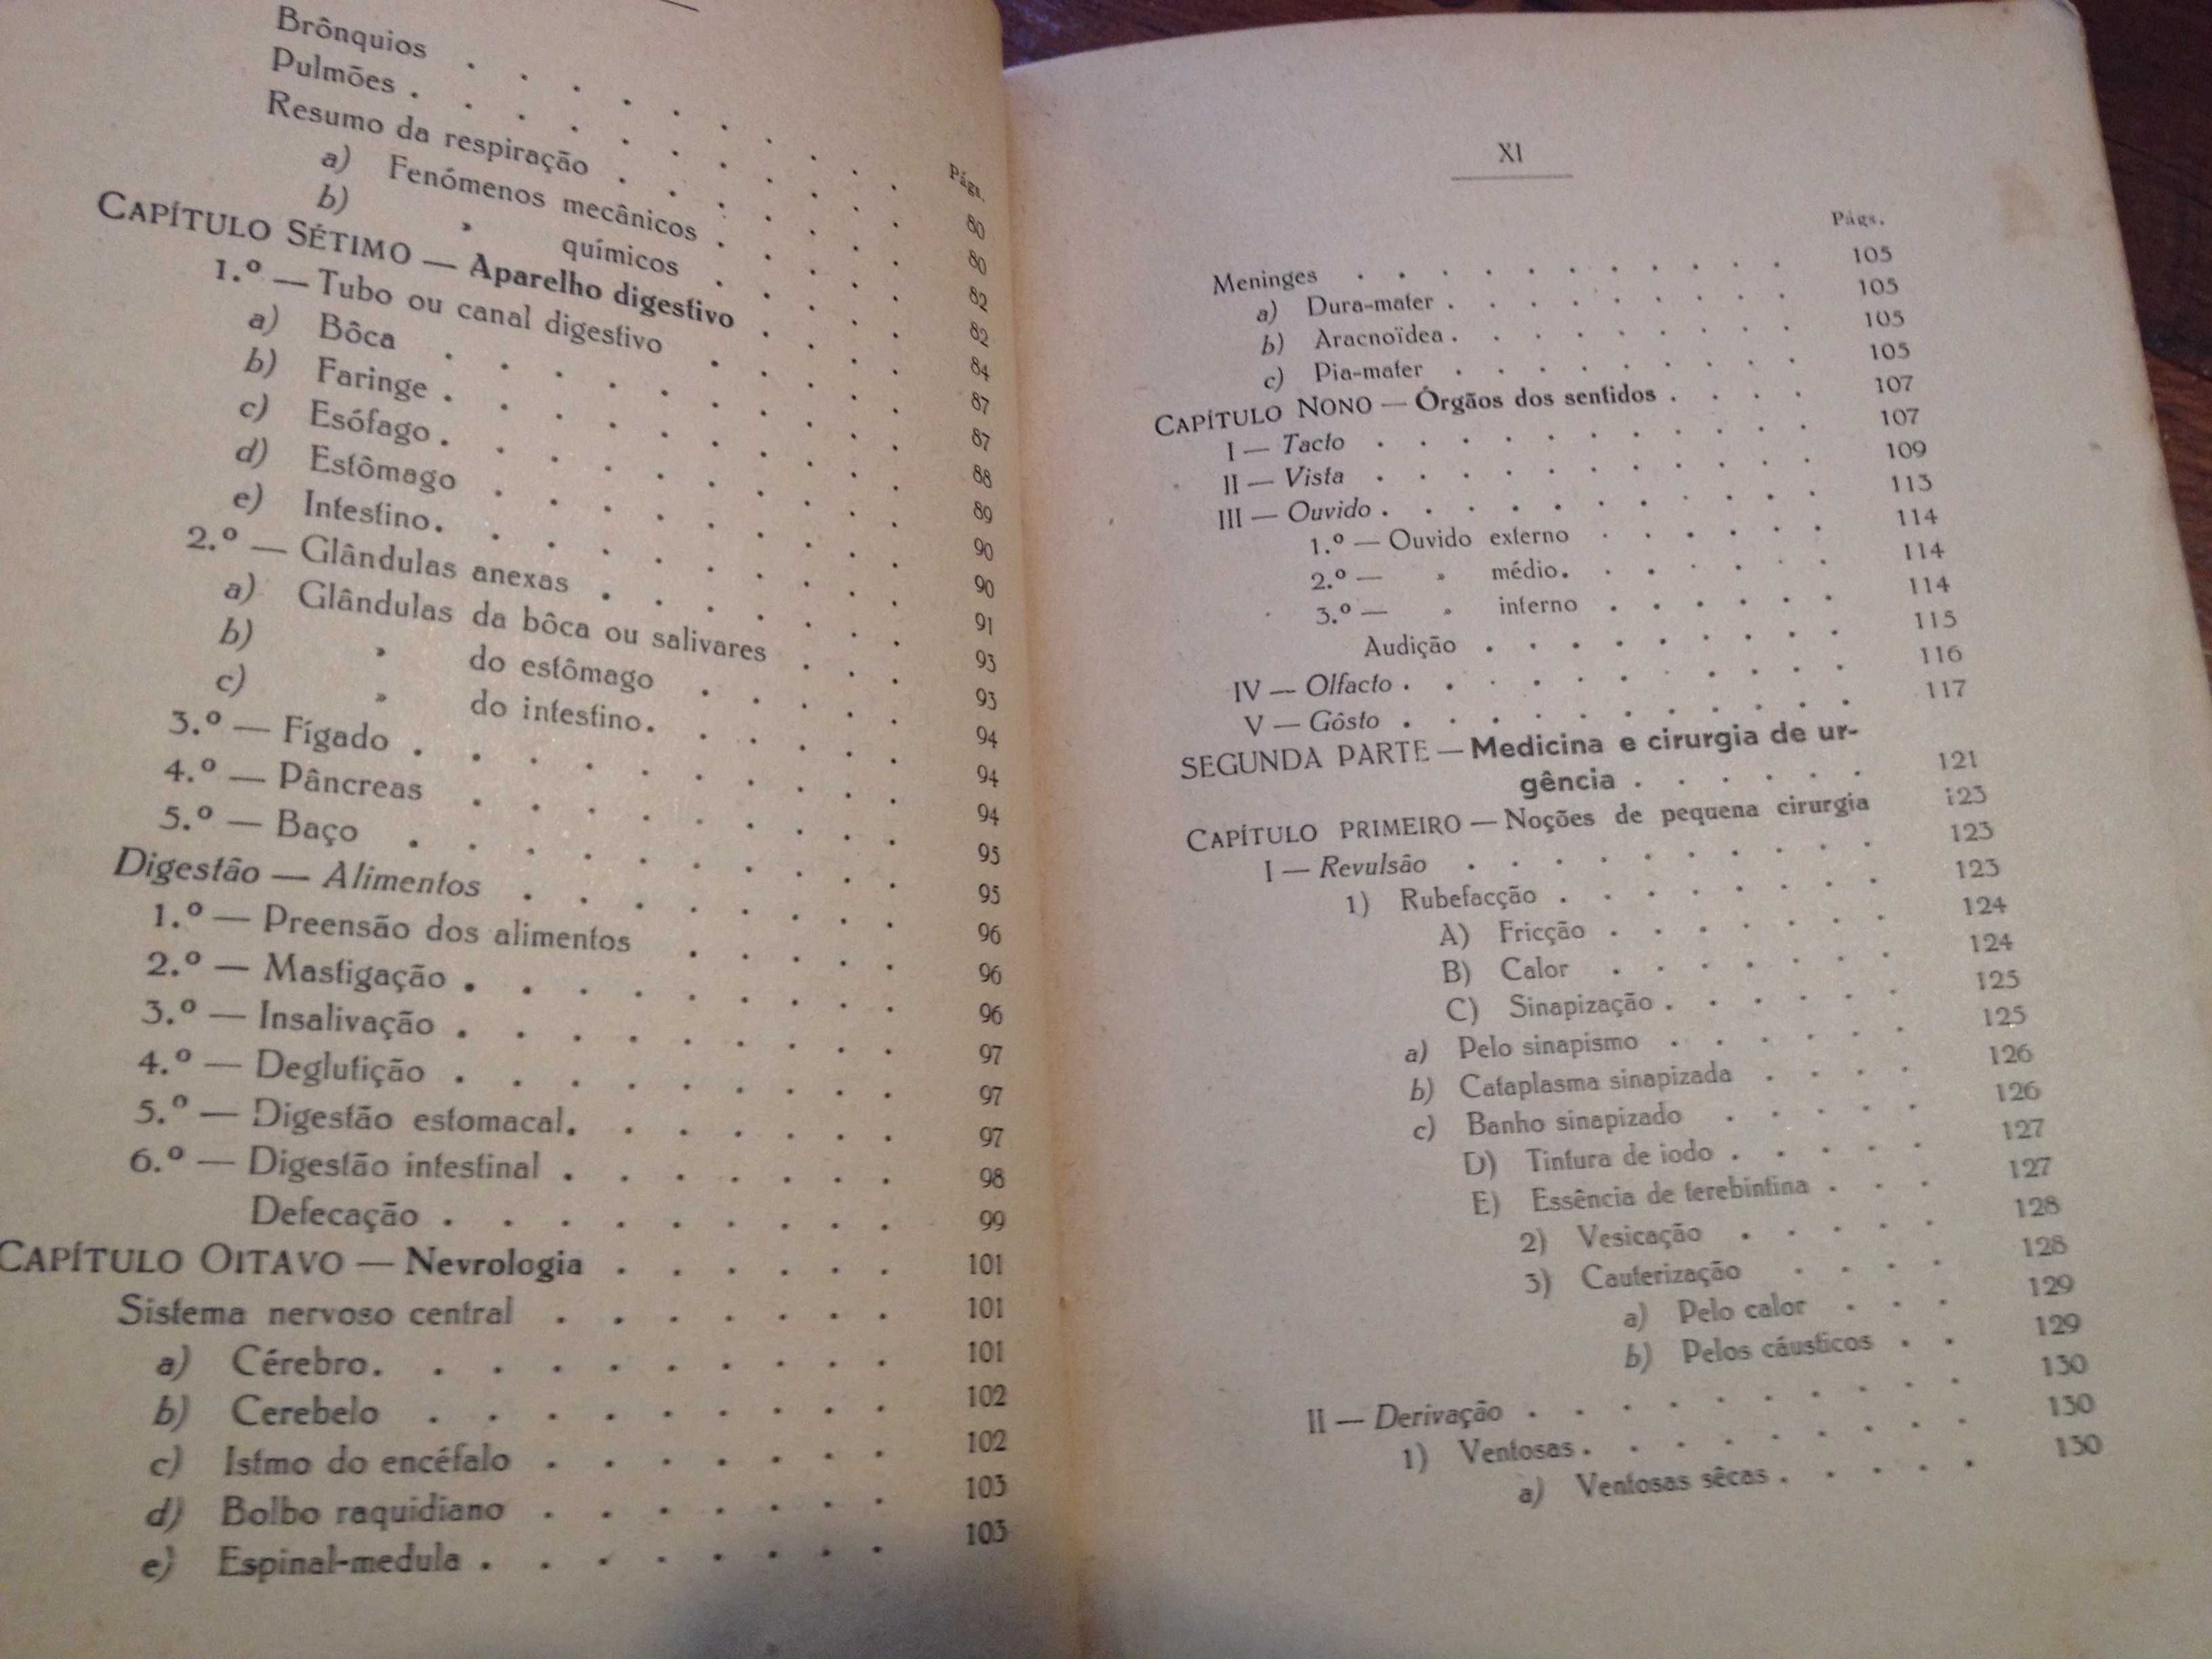 Págs.
Brônquios . . . . . . . . . 80
Pulmões . . . . . . . . . . 80
Resumo da respiração . . . . . . 82
a) Fenómenos mecânicos . . . . 82
b) » químicos . . . . 84
CAPÍTULO SÉTIMO — Aparelho digestivo . . . 87
1.º — Tubo ou canal digestivo . . . . 87
a) Bôca . . . . . . . . . 88
b) Faringe . . . . . . . . . 89
c) Esófago . . . . . . . . . 90
d) Estômago . . . . . . . . 90
e) Intestino . . . . . . . . . 91
2.º — Glândulas anexas . . . . . . 93
a) Glândulas da bôca ou salivares . . . 93
b) » do estômago . . . . 94
c) » do intestino . . . . . 94
3.º — Fígado . . . . . . . . . 94
4.º — Pâncreas . . . . . . . . 95
5.º — Baço . . . . . . . . . 95
Digestão — Alimentos . . . . . . . 96
1.º — Preensão dos alimentos . . . . . 96
2.º — Mastigação . . . . . . . . 96
3.º — Insalivação . . . . . . . . 97
4.º — Deglutição . . . . . . . . 97
5.º — Digestão estomacal . . . . . . 97
6.º — Digestão intestinal . . . . . . . 98
Defecação . . . . . . . . . 99
CAPÍTULO OITAVO — Nevrologia . . . . . . 101
Sistema nervoso central . . . . . . . 101
a) Cérebro . . . . . . . . . . 101
b) Cerebelo . . . . . . . . . 102
c) Istmo do encéfalo . . . . . . . 102
d) Bolbo raquidiano . . . . . . . 103
e) Espinal-medula . . . . . . . . 103
XI
Págs.
Meninges . . . . . . . . . . . 105
a) Dura-mater . . . . . . . . . 105
b) Aracnoïdea . . . . . . . . . 105
c) Pia-mater . . . . . . . . . 105
CAPÍTULO NONO — Órgãos dos sentidos . . . . 107
I — Tacto . . . . . . . . . . . 107
II — Vista . . . . . . . . . . . 109
III — Ouvido . . . . . . . . . . . 113
1.º — Ouvido externo . . . . . . 114
2.º — » médio . . . . . . . 114
3.º — » interno . . . . . . 114
Audição . . . . . . . . . 115
IV — Olfacto . . . . . . . . . . . 116
V — Gôsto . . . . . . . . . . . 117
SEGUNDA PARTE — Medicina e cirurgia de ur-
gência . . . . . . 121
CAPÍTULO PRIMEIRO — Noções de pequena cirurgia 123
I — Revulsão . . . . . . . . . . 123
1) Rubefacção . . . . . . . . 123
A) Fricção . . . . . . . 124
B) Calor . . . . . . . 124
C) Sinapização . . . . . . 125
a) Pelo sinapismo . . . . . . 125
b) Cataplasma sinapizada . . . . 126
c) Banho sinapizado . . . . . 126
D) Tintura de iodo . . . . . 127
E) Essência de terebintina . . . 127
2) Vesicação . . . . . 128
3) Cauterização . . . . 128
a) Pelo calor . . . 129
b) Pelos cáusticos . . 129
II — Derivação . . . . . . . . . . 130
1) Ventosas . . . . . . . . . 130
a) Ventosas sêcas . . . . . 130